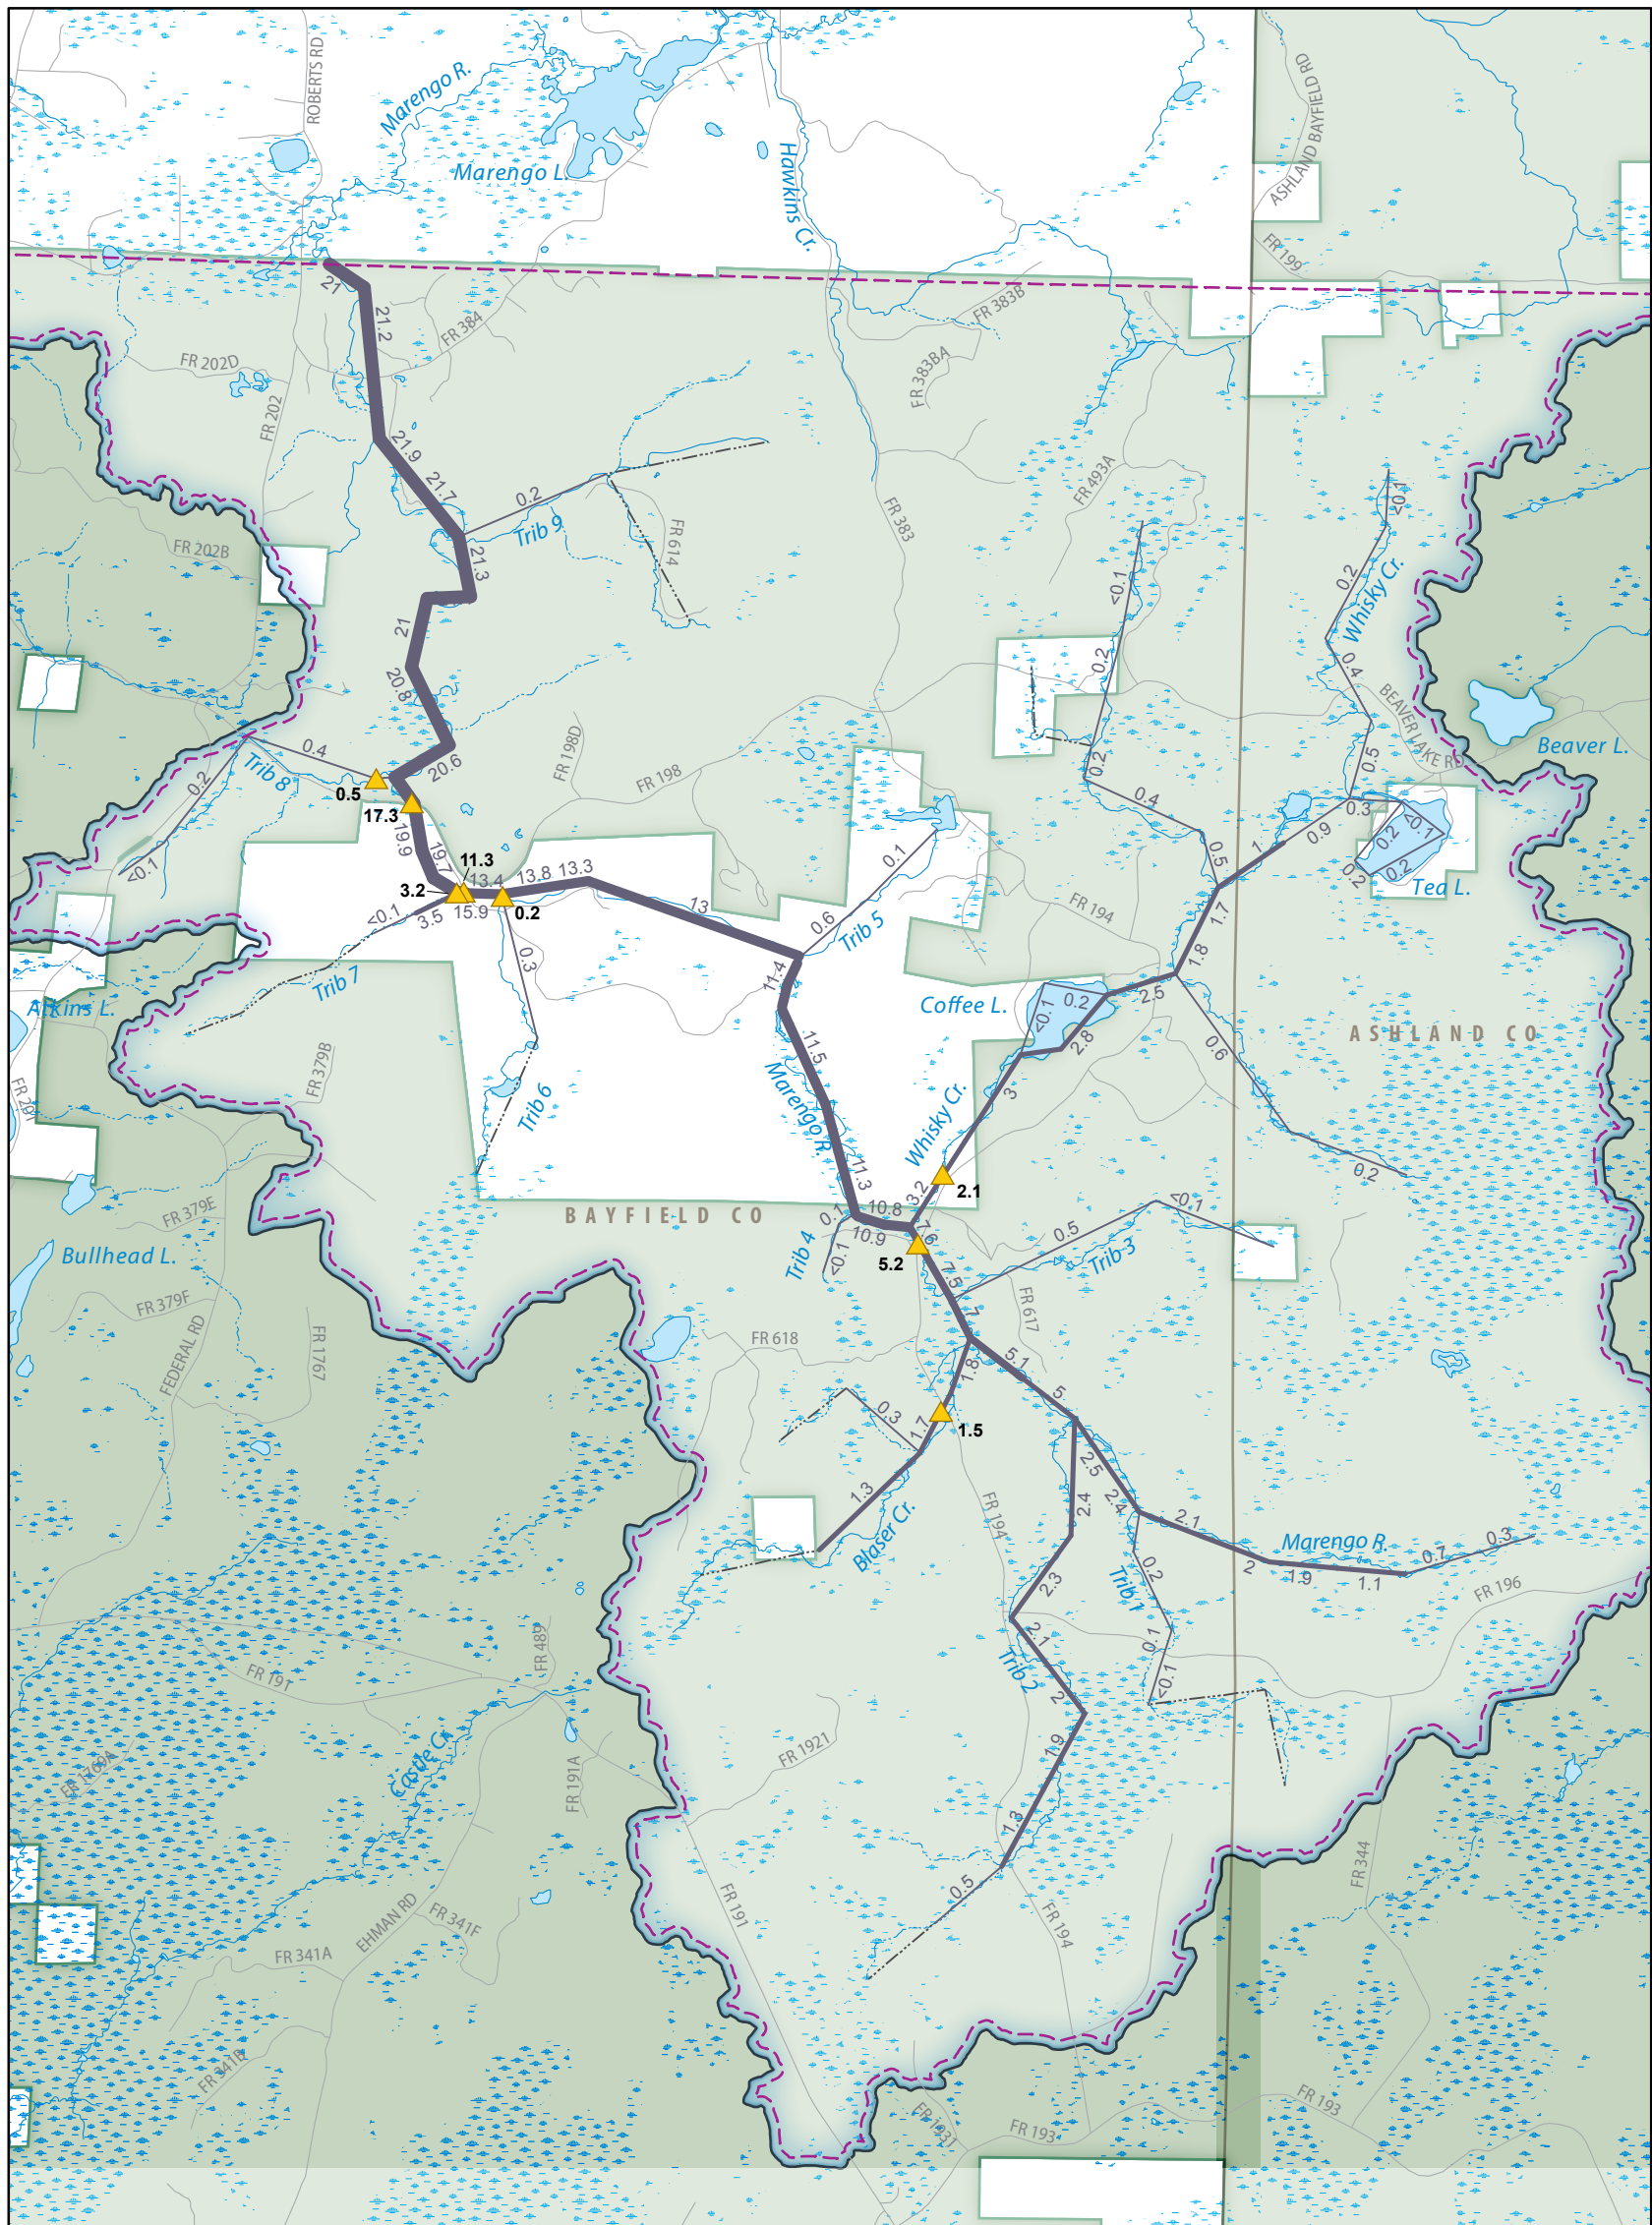 ROBERTS RD
Marengo R.
Marengo L.
Hawkins Cr.
ASHLAND BAYFIELD RD
FR 199
21
21.2
FR 384
FR 383B
FR 202D
FR 383BA
FR 202
21.9
21.7
0.2
Trib 9
FR 614
FR 383
FR 493A
<0.1
<0.1
0.2
Whisky Cr.
FR 202B
21.3
21
20.8
0.2
0.4
BEAVER LAKE RD
Beaver L.
0.4
Trib 8
0.2
20.6
FR 198D
FR 198
0.2
0.5
0.5
17.3
0.4
0.3
0.9
<0.1
0.2
0.2
0.2
Tea L.
1
0.5
19.9
19.7
11.3
13.4
13.8
13.3
3.2
<0.1
3.5
15.9
0.2
<0.1
0.1
0.6
Trib 5
13
FR 194
1.7
1.8
2.5
Trib 7
0.3
11.4
Coffee L.
0.2
<0.1
2.8
0.6
ASHLAND CO
Atkins L.
FR 291
FR 379B
Trib 6
11.5
Marengo R.
3
Whisky Cr.
0.2
11.3
3.2
2.1
BAYFIELD CO
0.1
10.8
10.9
7.6
0.5
<0.1
Trib 3
Trib 4
<0.1
5.2
7.5
7
FR 617
FR 379E
Bullhead L.
FR 379F
FEDERAL RD
FR 1767
FR 618
5.1
5
1.8
0.3
1.7
1.5
2.5
2.4
2.4
1.3
Blaser Cr.
FR 194
2.1
2
Marengo R
1.9
1.1
0.7
0.3
FR 196
0.2
Trib 1
2.3
2.1
Trib 2
2
0.1
<0.1
FR 489
FR 191
1.9
FR 1921
Castle Cr.
FR 1769A
FR 191A
1.3
0.5
FR 344
FR 191
FR 194
EHMAN RD
FR 341F
FR 341A
FR 341B
FR 1931
FR 193
FR 193